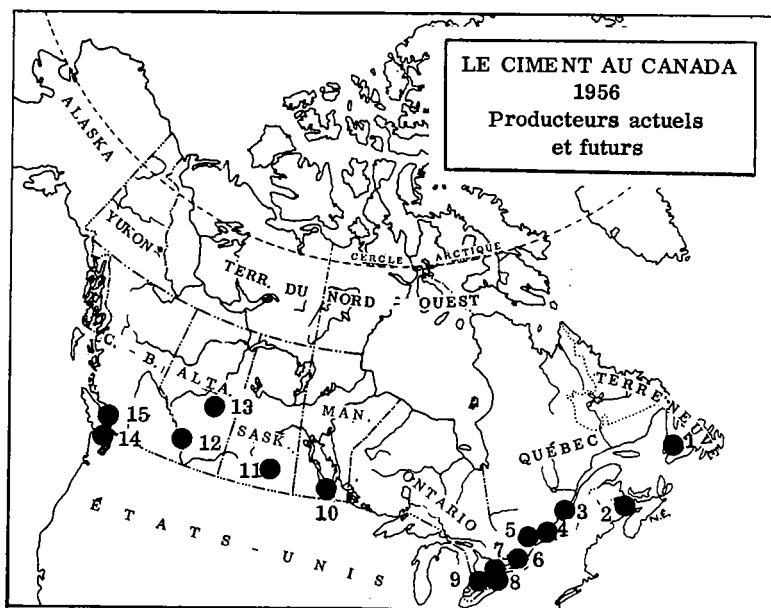 LE CIMENT AU CANADA
1956
Producteurs actuels
et futurs
ALASKA
YUKON
CERCLE ARCTIQUE
TERR. DU NORD - OUEST
C.-B.
ALTA.
SASK.
MAN.
ONTARIO
QUÉBEC
TERRE-NEUVE
N.-É.
ÉTATS-UNIS
1
2
3
4
5
6
7
8
9
10
11
12
13
14
15